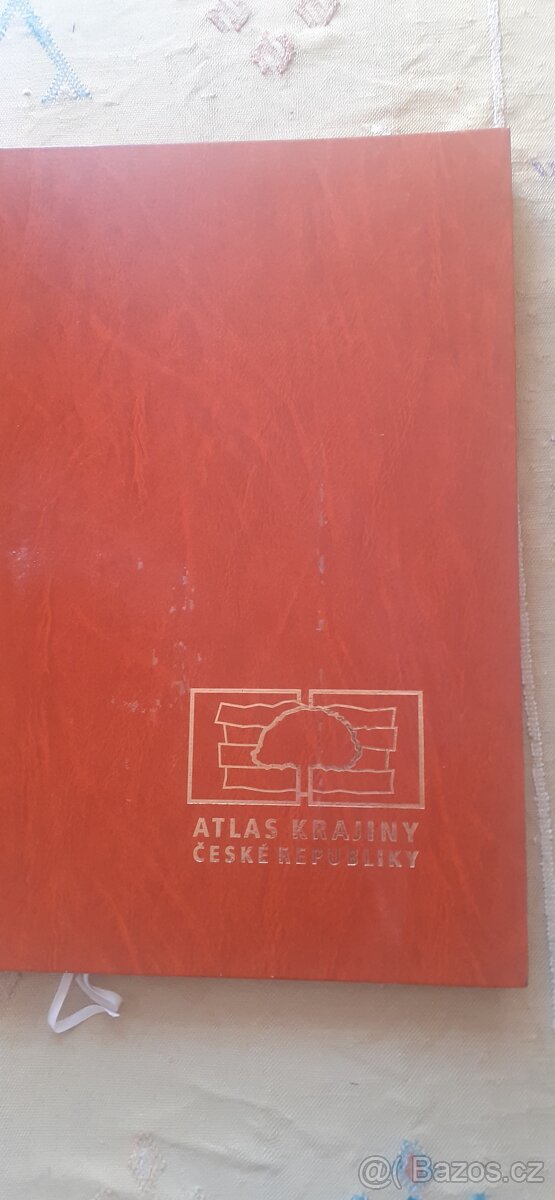 ATLAS KRAJINY
ČESKÉ REPUBLIKY
@( Bazos.cz